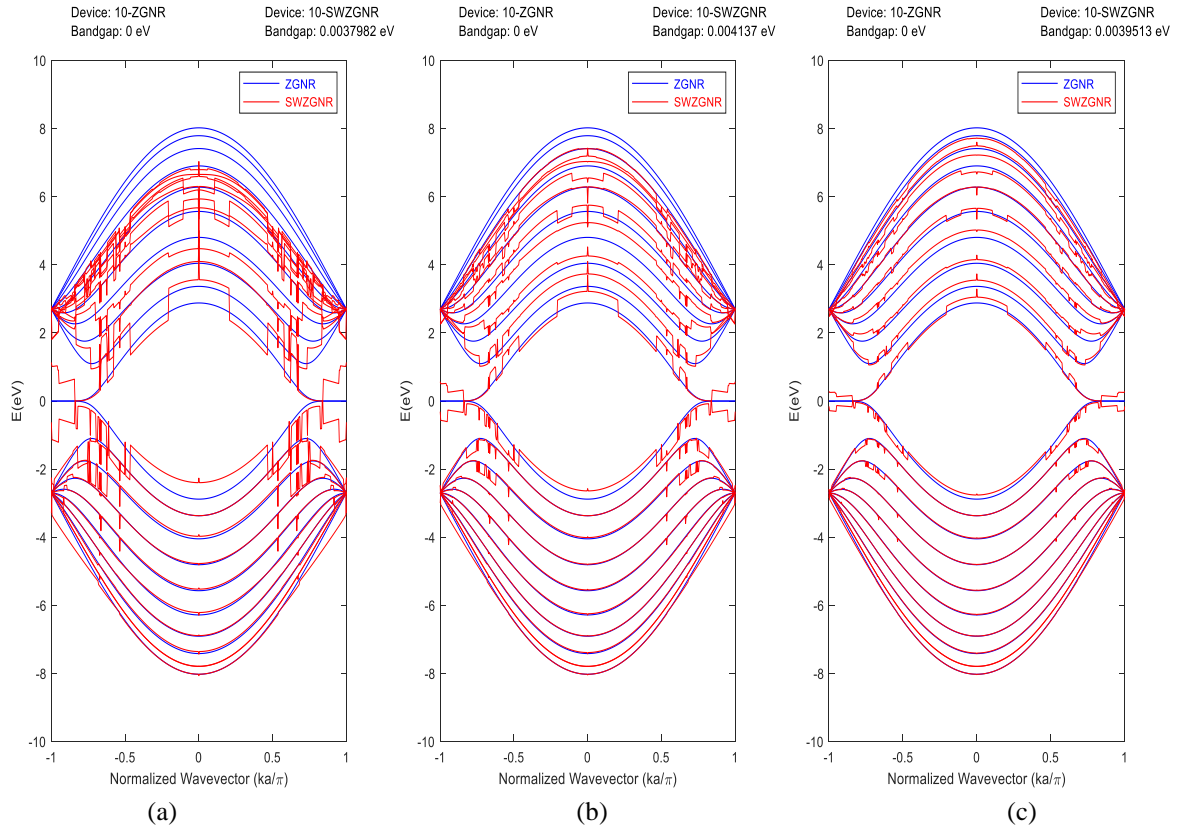 Device: 10-ZGNR
Bandgap: 0 eV
Device: 10-SWZGNR
Bandgap: 0.0037982 eV
10
8
6
4
2
0
-2
-4
-6
-8
-10
E(eV)
ZGNR
SWZGNR
-1
-0.5
0
0.5
1
Normalized Wavevector (ka/π)
(a)
Device: 10-ZGNR
Bandgap: 0 eV
Device: 10-SWZGNR
Bandgap: 0.004137 eV
10
8
6
4
2
0
-2
-4
-6
-8
-10
E(eV)
ZGNR
SWZGNR
-1
-0.5
0
0.5
1
Normalized Wavevector (ka/π)
(b)
Device: 10-ZGNR
Bandgap: 0 eV
Device: 10-SWZGNR
Bandgap: 0.0039513 eV
10
8
6
4
2
0
-2
-4
-6
-8
-10
E(eV)
ZGNR
SWZGNR
-1
-0.5
0
0.5
1
Normalized Wavevector (ka/π)
(c)